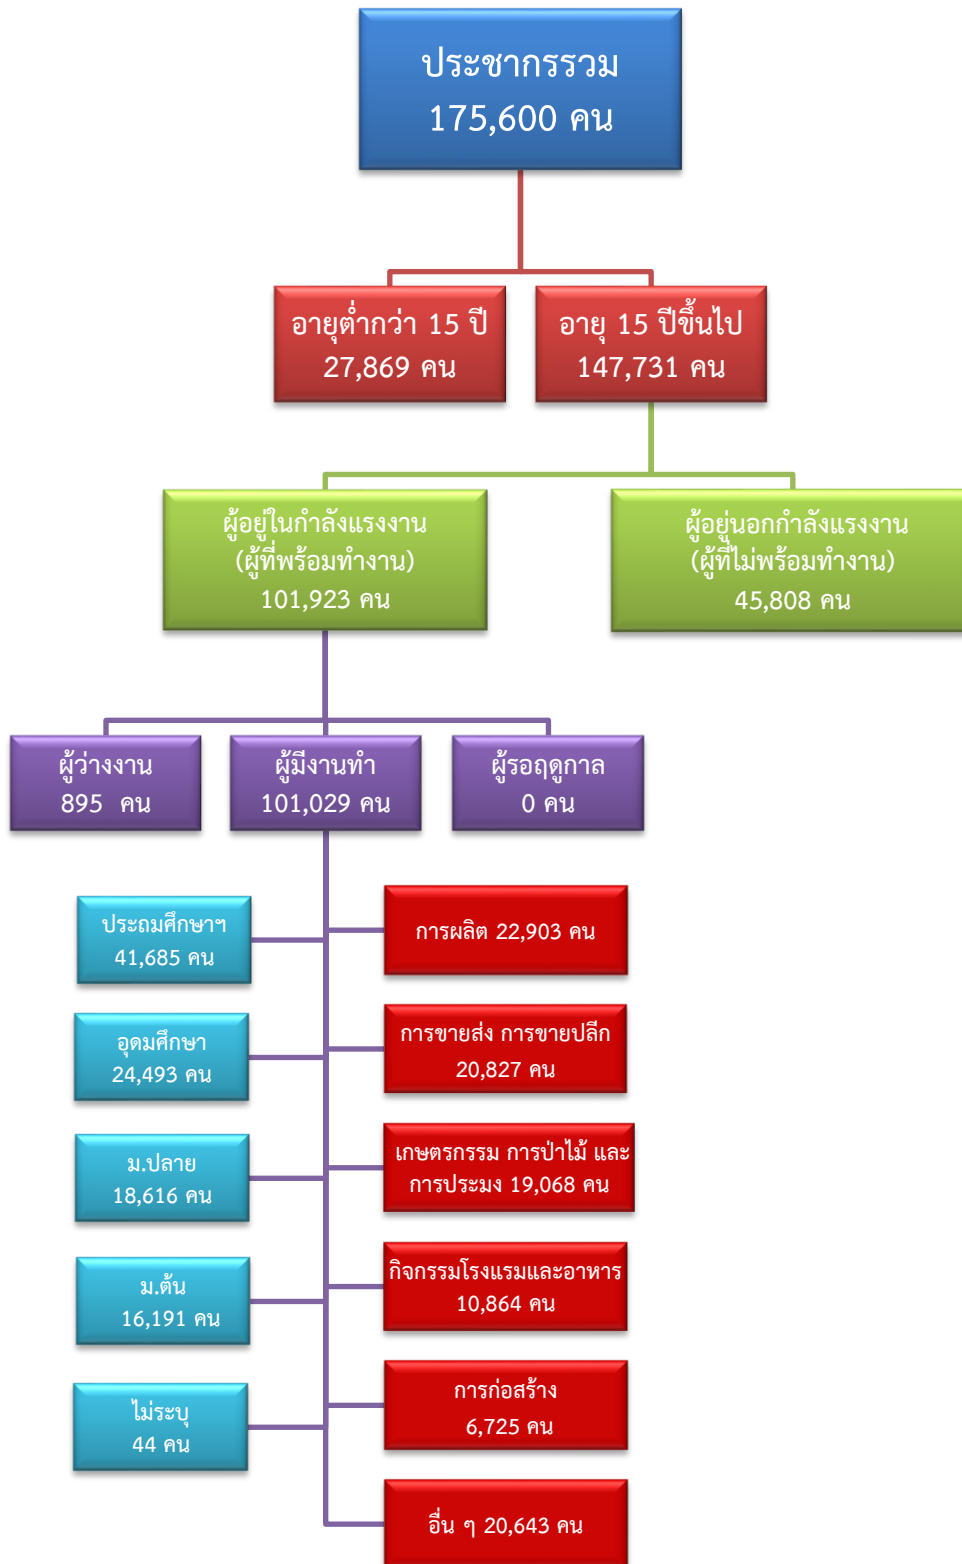 ประชากรรวม
175,600 คน
อายุต่ำกว่า 15 ปี
27,869 คน
อายุ 15 ปีขึ้นไป
147,731 คน
ผู้อยู่ในกำลังแรงงาน
(ผู้ที่พร้อมทำงาน)
101,923 คน
ผู้อยู่นอกกำลังแรงงาน
(ผู้ที่ไม่พร้อมทำงาน)
45,808 คน
ผู้ว่างงาน
895 คน
ผู้มีงานทำ
101,029 คน
ผู้รอฤดูกาล
0 คน
ประถมศึกษาฯ
41,685 คน
การผลิต 22,903 คน
อุดมศึกษา
24,493 คน
การขายส่ง การขายปลีก
20,827 คน
ม.ปลาย
18,616 คน
เกษตรกรรม การป่าไม้ และ
การประมง 19,068 คน
ม.ต้น
16,191 คน
กิจกรรมโรงแรมและอาหาร
10,864 คน
ไม่ระบุ
44 คน
การก่อสร้าง
6,725 คน
อื่น ๆ 20,643 คน